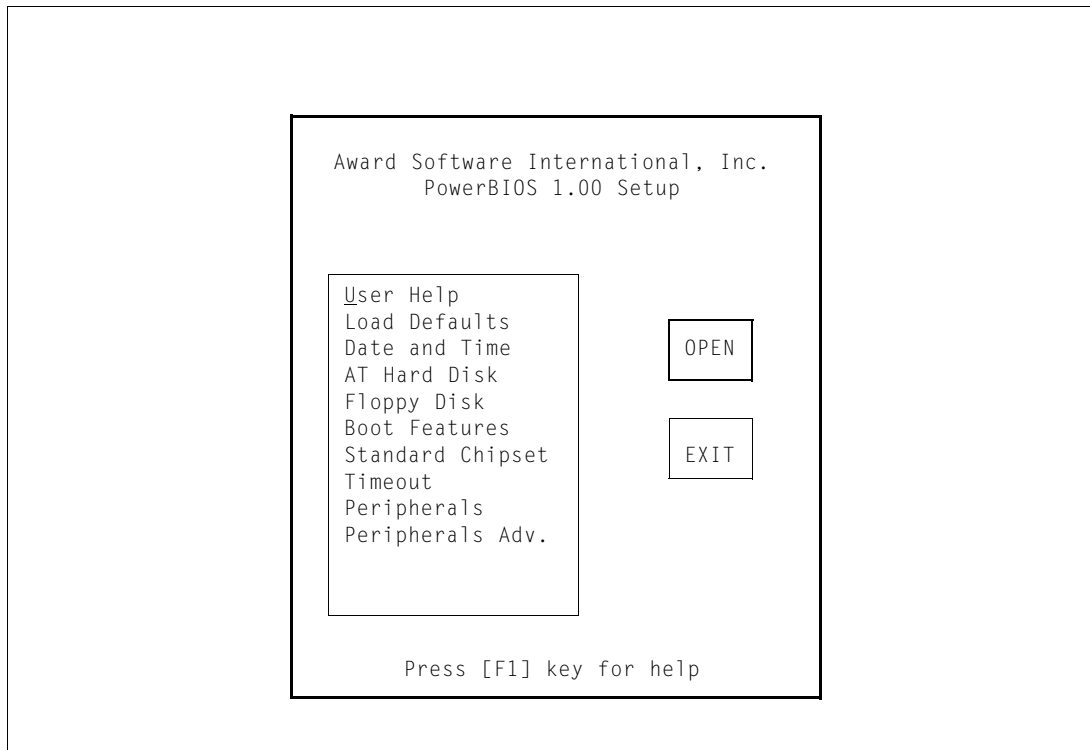 Award Software International, Inc.
PowerBIOS 1.00 Setup
User Help
Load Defaults
Date and Time
AT Hard Disk
Floppy Disk
Boot Features
Standard Chipset
Timeout
Peripherals
Peripherals Adv.
OPEN
EXIT
Press [F1] key for help